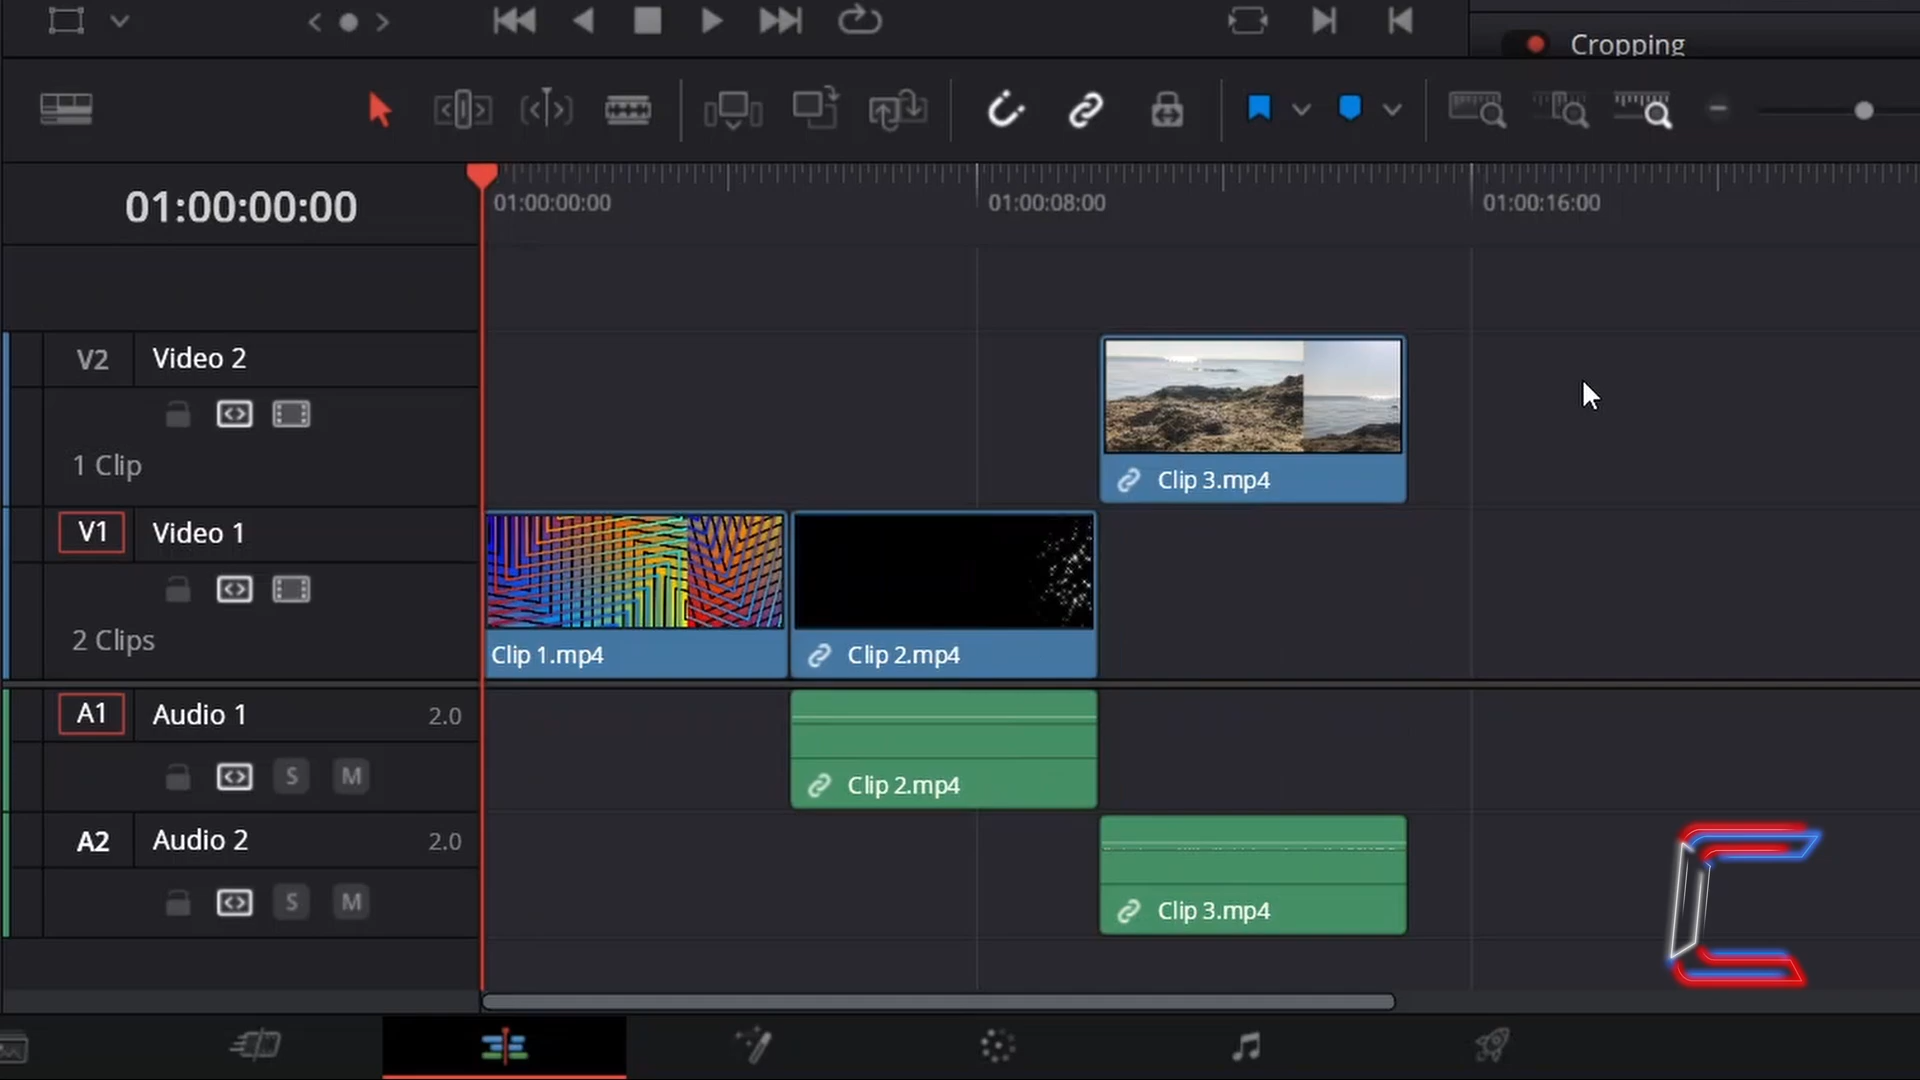 Cropping
01:00:00:00
01:00:00:00
01:00:08:00
01:00:16:00
V2 Video 2
1 Clip
Clip 3.mp4
V1 Video 1
2 Clips
Clip 1.mp4
Clip 2.mp4
A1 Audio 1 2.0
S M
Clip 2.mp4
A2 Audio 2 2.0
S M
Clip 3.mp4